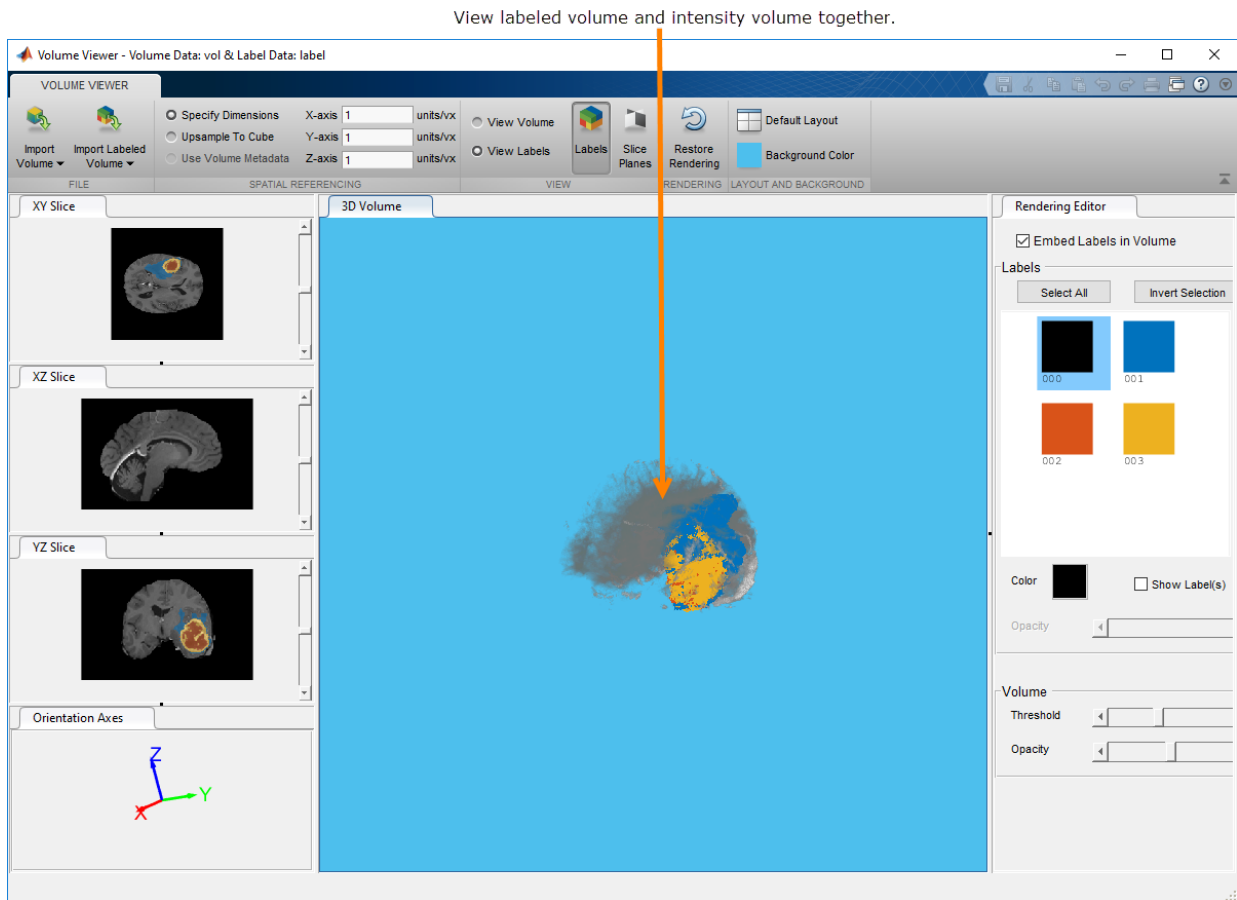 View labeled volume and intensity volume together.
Volume Viewer - Volume Data: vol & Label Data: label
VOLUME VIEWER
Import Volume
Import Labeled Volume
FILE
Specify Dimensions
Upsample To Cube
Use Volume Metadata
X-axis 1 units/vx
Y-axis 1 units/vx
Z-axis 1 units/vx
SPATIAL REFERENCING
View Volume
View Labels
Labels
Slice Planes
VIEW
Restore Rendering
RENDERING
Default Layout
Background Color
LAYOUT AND BACKGROUND
XY Slice
XZ Slice
YZ Slice
Orientation Axes
Z
Y
X
3D Volume
Rendering Editor
Embed Labels in Volume
Labels
Select All
Invert Selection
000
001
002
003
Color
Show Label(s)
Opacity
Volume
Threshold
Opacity